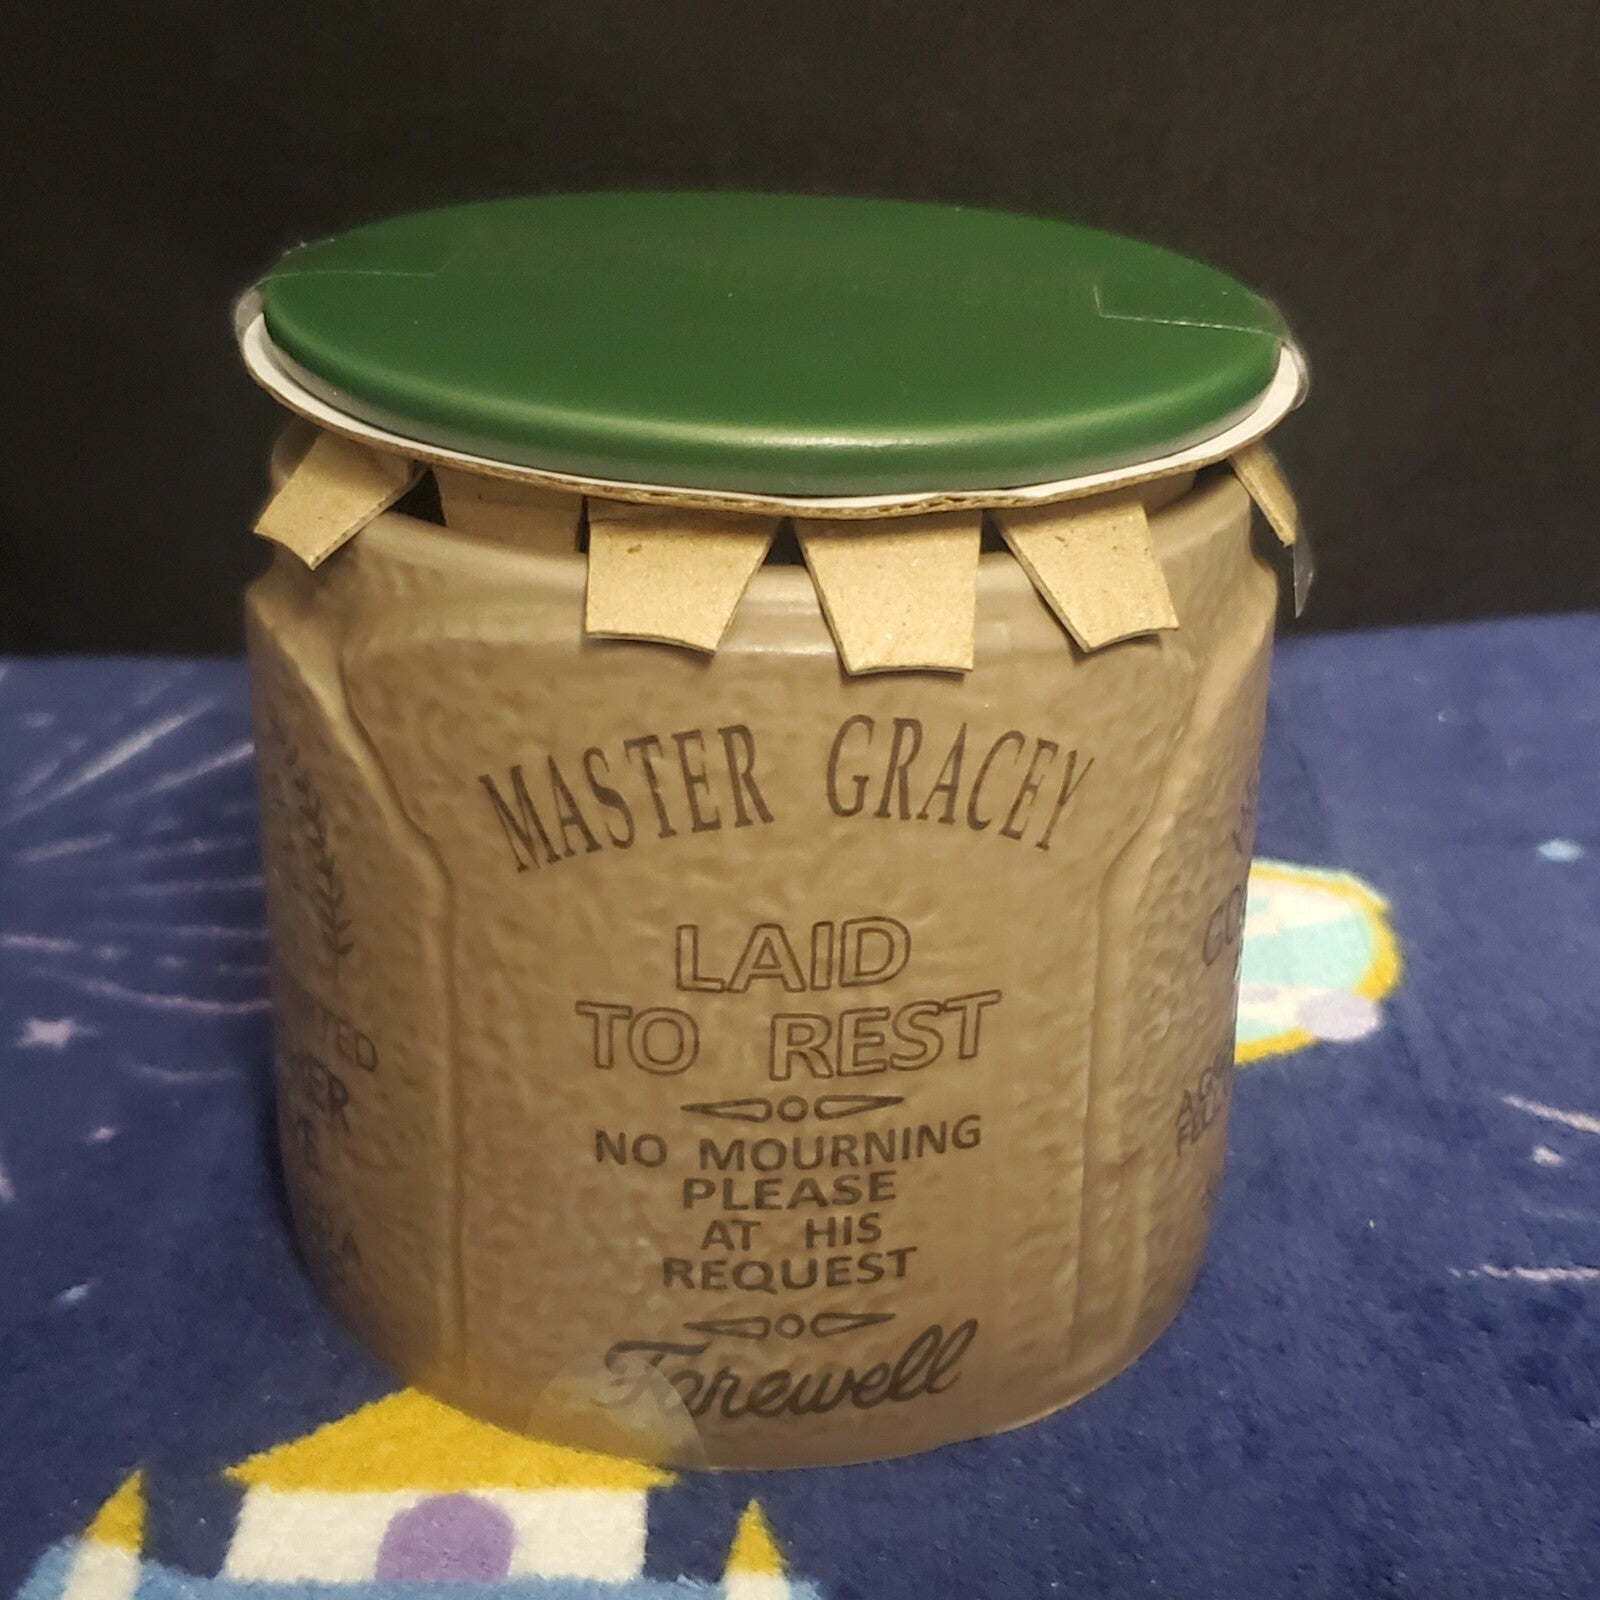 MASTER GRACEY
LAID
TO REST
NO MOURNING
PLEASE
AT HIS
REQUEST
Farewell